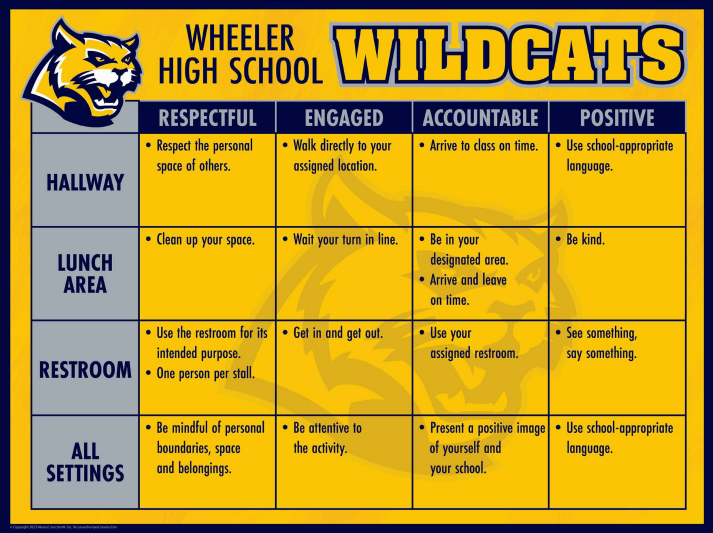 WHEELER
HIGH SCHOOL
WILDCATS
RESPECTFUL
ENGAGED
ACCOUNTABLE
POSITIVE
HALLWAY
• Respect the personal
space of others.
• Walk directly to your
assigned location.
• Arrive to class on time.
• Use school-appropriate
language.
LUNCH
AREA
• Clean up your space.
• Wait your turn in line.
• Be in your
designated area.
• Arrive and leave
on time.
• Be kind.
RESTROOM
• Use the restroom for its
intended purpose.
• One person per stall.
• Get in and get out.
• Use your
assigned restroom.
• See something,
say something.
ALL
SETTINGS
• Be mindful of personal
boundaries, space
and belongings.
• Be attentive to
the activity.
• Present a positive image
of yourself and
your school.
• Use school-appropriate
language.